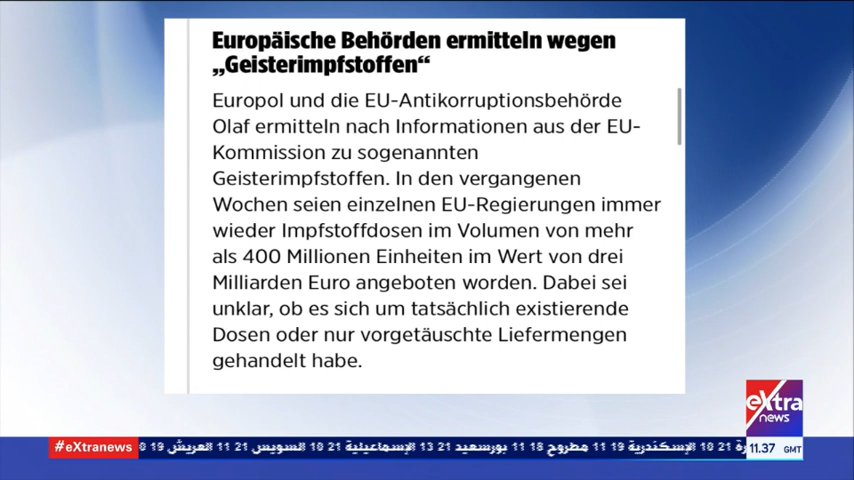 Europäische Behörden ermitteln wegen
„Geisterimpfstoffen“
Europol und die EU-Antikorruptionsbehörde
Olaf ermitteln nach Informationen aus der EU-
Kommission zu sogenannten
Geisterimpfstoffen. In den vergangenen
Wochen seien einzelnen EU-Regierungen immer
wieder Impfstoffdosen im Volumen von mehr
als 400 Millionen Einheiten im Wert von drei
Milliarden Euro angeboten worden. Dabei sei
unklar, ob es sich um tatsächlich existierende
Dosen oder nur vorgetäuschte Liefermengen
gehandelt habe.
eXtra
news
#eXtranews
10 21 الإسكندرية 19 11 مطروح 18 11 بورسعيد 21 13 الإسماعيلية 21 10 السويس 21 11 العريش 19
11.37 GMT